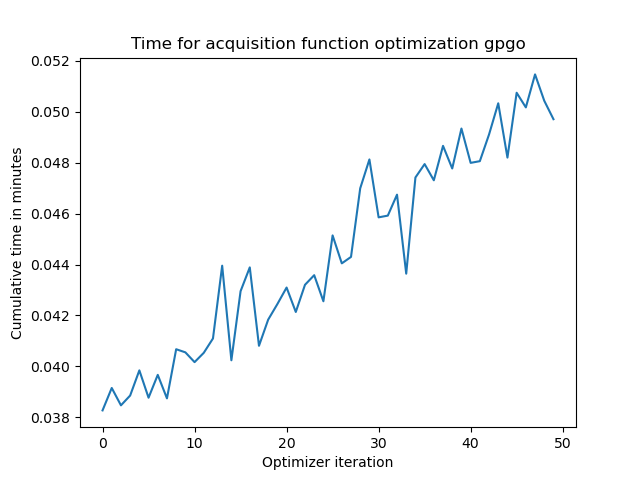 Time for acquisition function optimization gpgo
0.052
0.050
0.048
0.046
0.044
0.042
0.040
0.038
Cumulative time in minutes
0 10 20 30 40 50
Optimizer iteration